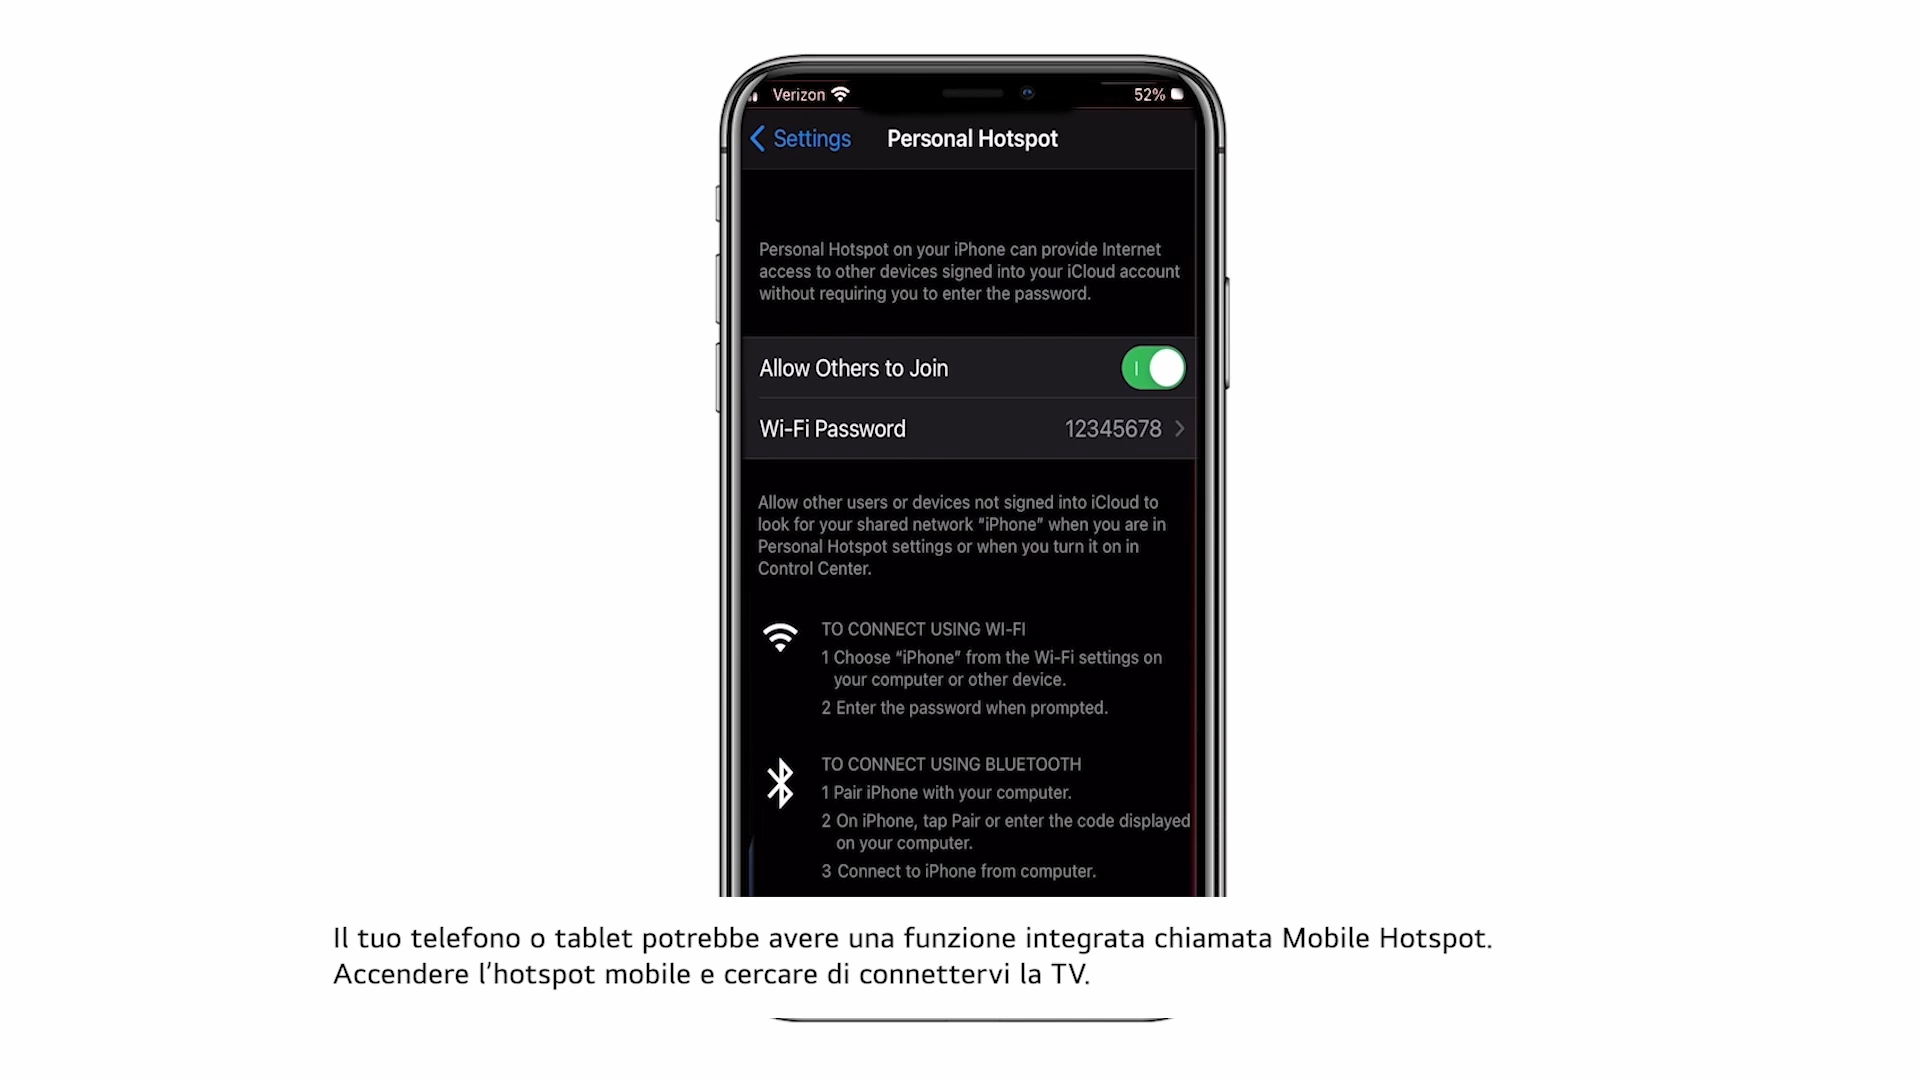 Verizon 52%
Settings Personal Hotspot
Personal Hotspot on your iPhone can provide Internet
access to other devices signed into your iCloud account
without requiring you to enter the password.
Allow Others to Join
Wi-Fi Password 12345678
Allow other users or devices not signed into iCloud to
look for your shared network “iPhone” when you are in
Personal Hotspot settings or when you turn it on in
Control Center.
TO CONNECT USING WI-FI
1 Choose “iPhone” from the Wi-Fi settings on
your computer or other device.
2 Enter the password when prompted.
TO CONNECT USING BLUETOOTH
1 Pair iPhone with your computer.
2 On iPhone, tap Pair or enter the code displayed
on your computer.
3 Connect to iPhone from computer.
Il tuo telefono o tablet potrebbe avere una funzione integrata chiamata Mobile Hotspot.
Accendere l’hotspot mobile e cercare di connettervi la TV.